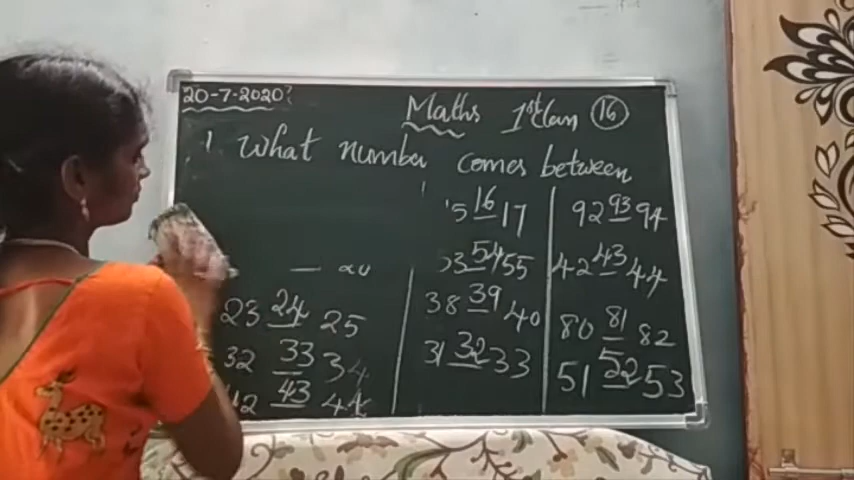 20-7-2020
Maths 1st Class 16
1 what number comes between
5 16 17 92 93 94
3 54 55 42 43 44
23 24 25 38 39 40 80 81 82
32 33 34 31 32 33 51 52 53
42 43 44